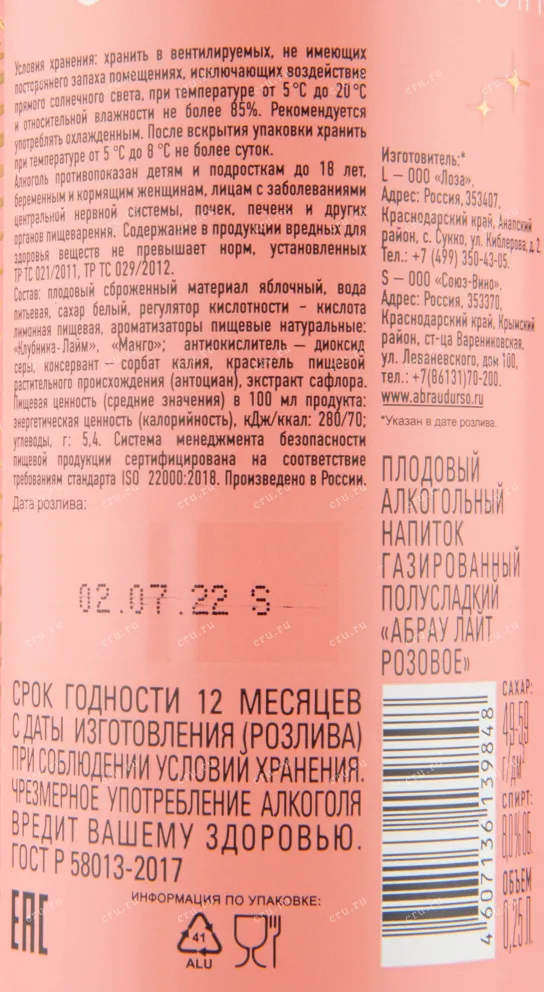 Условия хранения: хранить в вентилируемых, не имеющих
постороннего запаха помещениях, исключающих воздействие
прямого солнечного света, при температуре от 5 °С до 20 °С
и относительной влажности не более 85%. Рекомендуется
употреблять охлажденным. После вскрытия упаковки хранить
при температуре от 5 °С до 8 °С не более суток.
Алкоголь противопоказан детям и подросткам до 18 лет,
беременным и кормящим женщинам, лицам с заболеваниями
центральной нервной системы, почек, печени и других
органов пищеварения. Содержание в продукции вредных для
здоровья веществ не превышает норм, установленных
ТР ТС 021/2011, ТР ТС 029/2012.
Состав: плодовый сброженный материал яблочный, вода
питьевая, сахар белый, регулятор кислотности – кислота
лимонная пищевая, ароматизаторы пищевые натуральные:
«Клубника-Лайм», «Манго»; антиокислитель – диоксид
серы, консервант – сорбат калия, краситель пищевой
растительного происхождения (антоциан), экстракт сафлора.
Пищевая ценность (средние значения) в 100 мл продукта:
энергетическая ценность (калорийность), кДж/ккал: 280/70;
углеводы, г: 5,4. Система менеджмента безопасности
пищевой продукции сертифицирована на соответствие
требованиям стандарта ISO 22000:2018. Произведено в России.
Дата розлива:
02.07.22 S
СРОК ГОДНОСТИ 12 МЕСЯЦЕВ
С ДАТЫ ИЗГОТОВЛЕНИЯ (РОЗЛИВА)
ПРИ СОБЛЮДЕНИИ УСЛОВИЙ ХРАНЕНИЯ.
ЧРЕЗМЕРНОЕ УПОТРЕБЛЕНИЕ АЛКОГОЛЯ
ВРЕДИТ ВАШЕМУ ЗДОРОВЬЮ.
ГОСТ Р 58013-2017
EAC
ИНФОРМАЦИЯ ПО УПАКОВКЕ:
41
ALU
Изготовитель:*
L – ООО «Лоза».
Адрес: Россия, 353407,
Краснодарский край, Анапский
район, с. Сукко, ул. Киблерова, д.2
Тел.: +7 (499) 350-43-05.
S – ООО «Союз-Вино».
Адрес: Россия, 353370,
Краснодарский край, Крымский
район, ст-ца Варениковская,
ул. Леваневского, дом 100,
тел.: +7(86131)70-200.
www.abraudurso.ru
*Указан в дате розлива.
ПЛОДОВЫЙ
АЛКОГОЛЬНЫЙ
НАПИТОК
ГАЗИРОВАННЫЙ
ПОЛУСЛАДКИЙ
«АБРАУ ЛАЙТ
РОЗОВОЕ»
4 607136 139848
САХАР:
49-59
г/дм³
СПИРТ:
6,0%об.
ОБЪЕМ
0,25 Л.
cru.ru